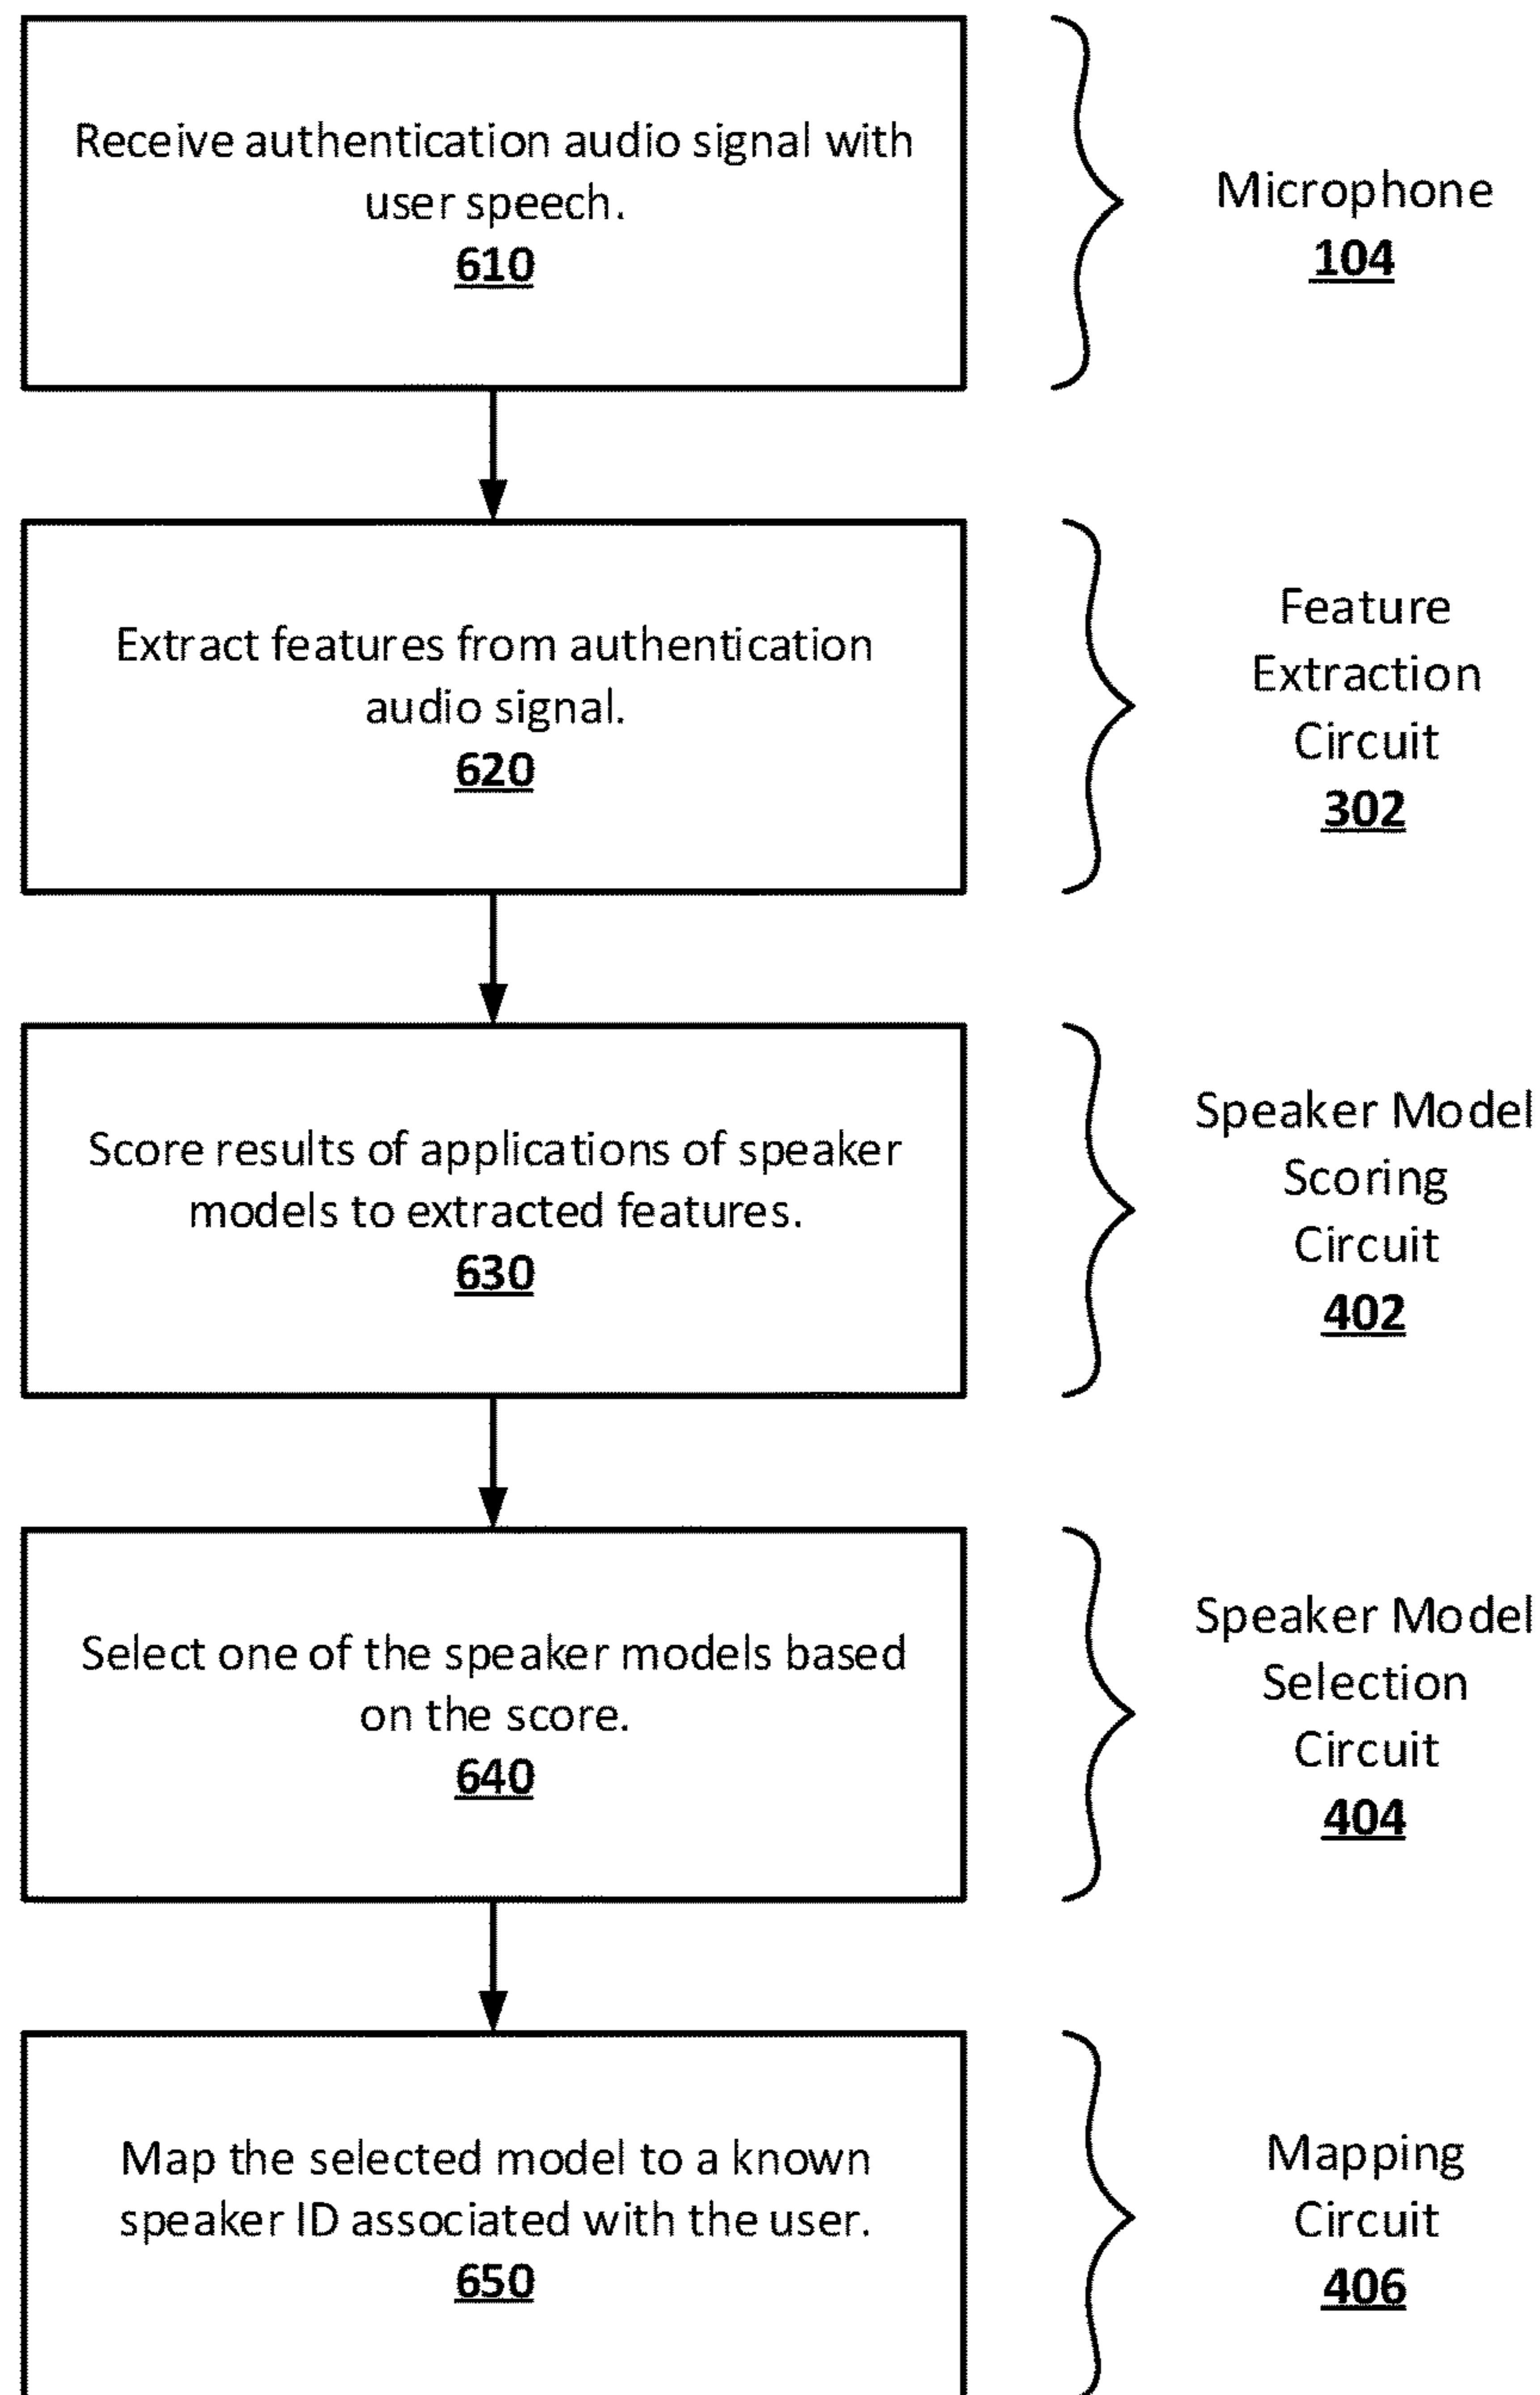 Receive authentication audio signal with
user speech.
610
Microphone
104
Extract features from authentication
audio signal.
620
Feature
Extraction
Circuit
302
Score results of applications of speaker
models to extracted features.
630
Speaker Model
Scoring
Circuit
402
Select one of the speaker models based
on the score.
640
Speaker Model
Selection
Circuit
404
Map the selected model to a known
speaker ID associated with the user.
650
Mapping
Circuit
406